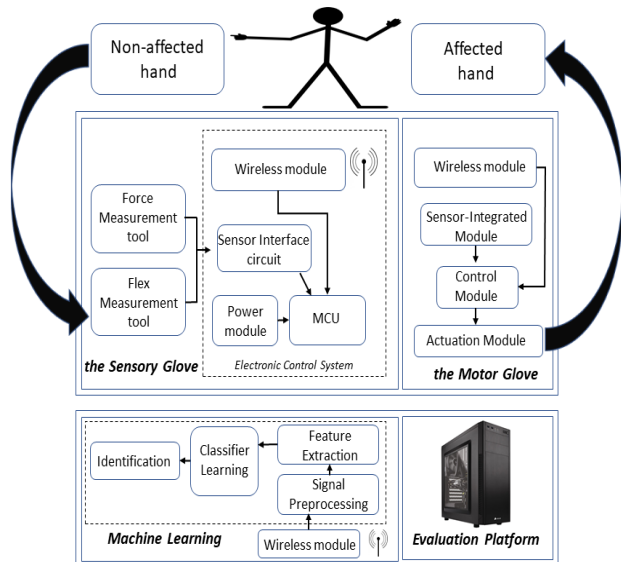 Non-affected
hand
Affected
hand
Wireless module
Force
Measurement
tool
Sensor Interface
circuit
Flex
Measurement
tool
Power
module
MCU
the Sensory Glove
Electronic Control System
Wireless module
Sensor-Integrated
Module
Control
Module
Actuation Module
the Motor Glove
Identification
Classifier
Learning
Feature
Extraction
Signal
Preprocessing
Machine Learning
Wireless module
Evaluation Platform